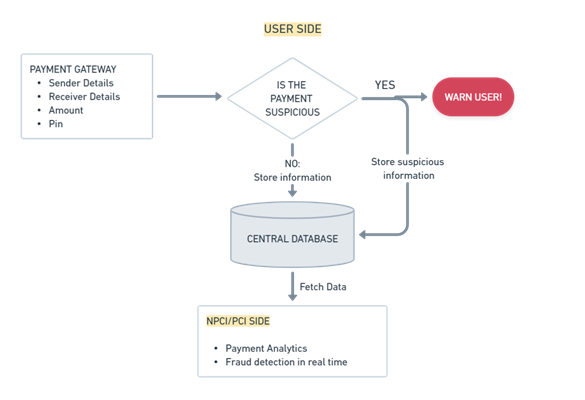 USER SIDE
PAYMENT GATEWAY
• Sender Details
• Receiver Details
• Amount
• Pin
IS THE
PAYMENT
SUSPICIOUS
YES
WARN USER!
NO:
Store information
Store suspicious
information
CENTRAL DATABASE
Fetch Data
NPCI/PCI SIDE
• Payment Analytics
• Fraud detection in real time